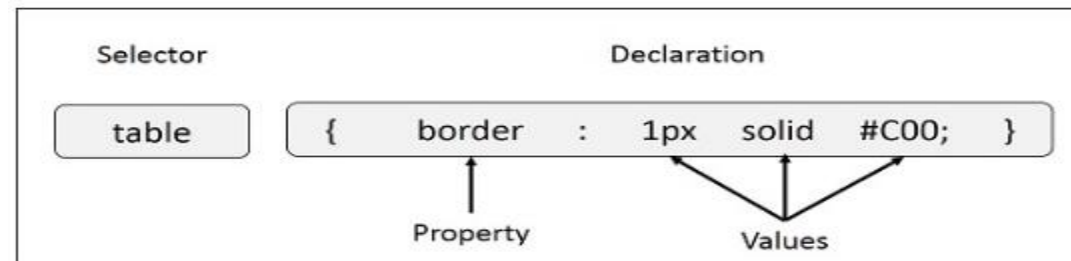 Selector Declaration
table { border : 1px solid #C00; }
Property Values